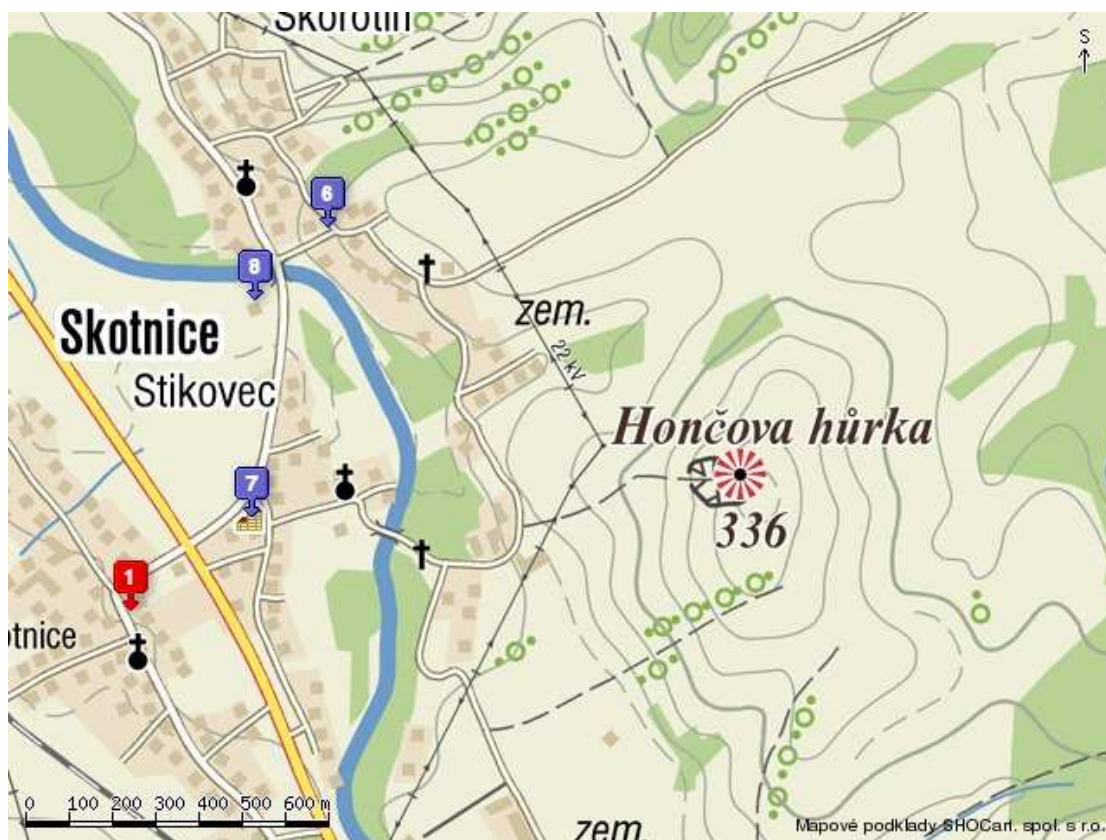 Skorotín
S
6
8
zem.
Skotnice
22 kV
Stikovec
Hončova hůrka
7
336
1
otnice
0 100 200 300 400 500 600 m
zem.
Mapové podklady SHOCart, spol. s r.o.